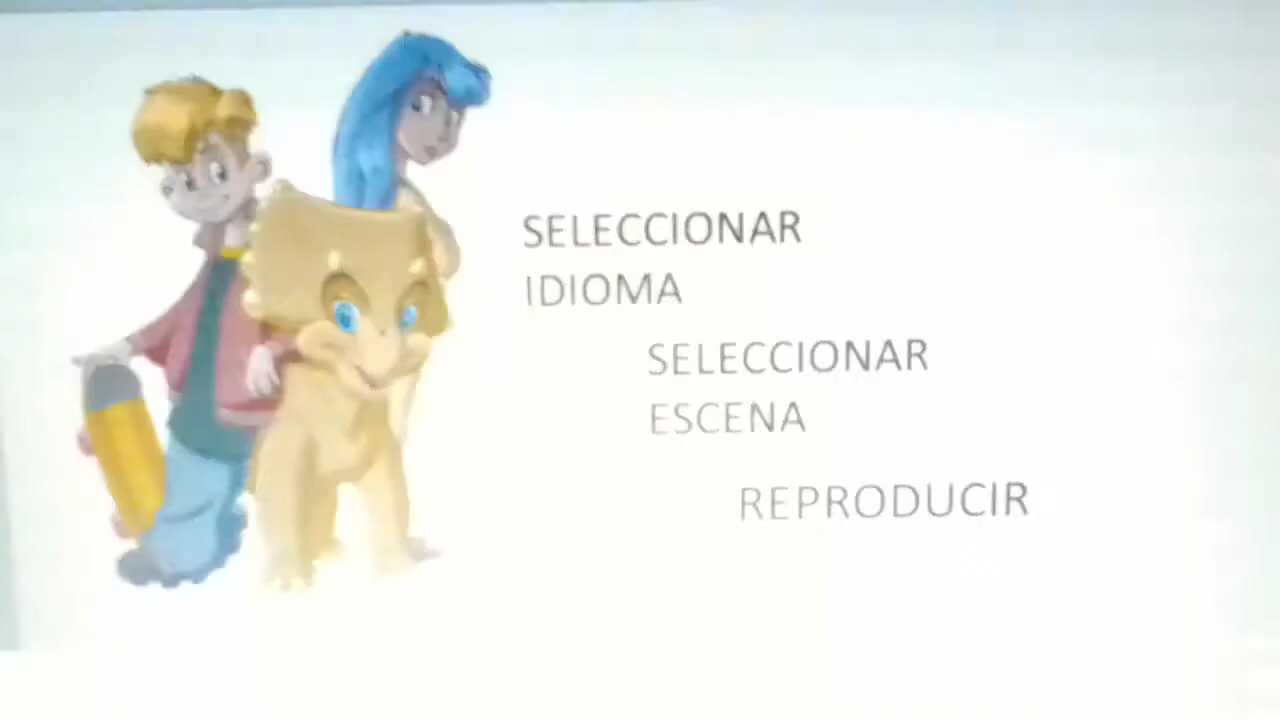 SELECCIONAR
IDIOMA
SELECCIONAR
ESCENA
REPRODUCIR